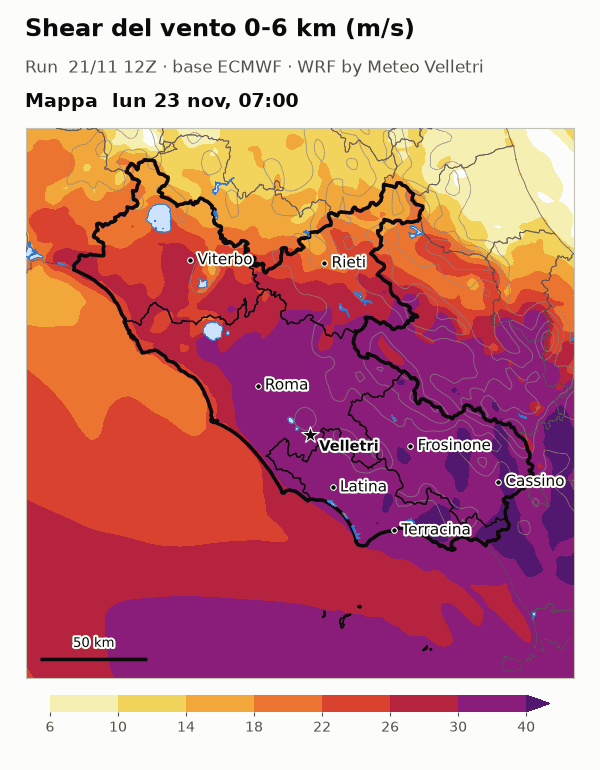 Shear del vento 0-6 km (m/s)
Run  21/11 12Z · base ECMWF · WRF by Meteo Velletri
Mappa  lun 23 nov, 07:00
Viterbo
Rieti
Roma
Velletri
Frosinone
Cassino
Latina
Terracina
50 km
6 10 14 18 22 26 30 40